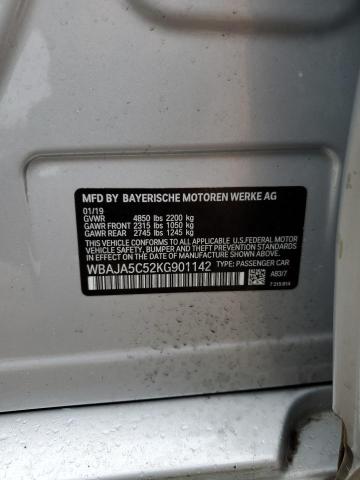 MFD BY BAYERISCHE MOTOREN WERKE AG
01/19
GVWR 4850 lbs 2200 kg
GAWR FRONT 2315 lbs 1050 kg
GAWR REAR 2745 lbs 1245 kg
THIS VEHICLE CONFORMS TO ALL APPLICABLE U.S.FEDERAL MOTOR
VEHICLE SAFETY, BUMPER, AND THEFT PREVENTION STANDARDS
IN EFFECT ON THE DATE OF MANUFACTURE SHOWN ABOVE.
WBAJA5C52KG901142 TYPE: PASSENGER CAR
A83/7